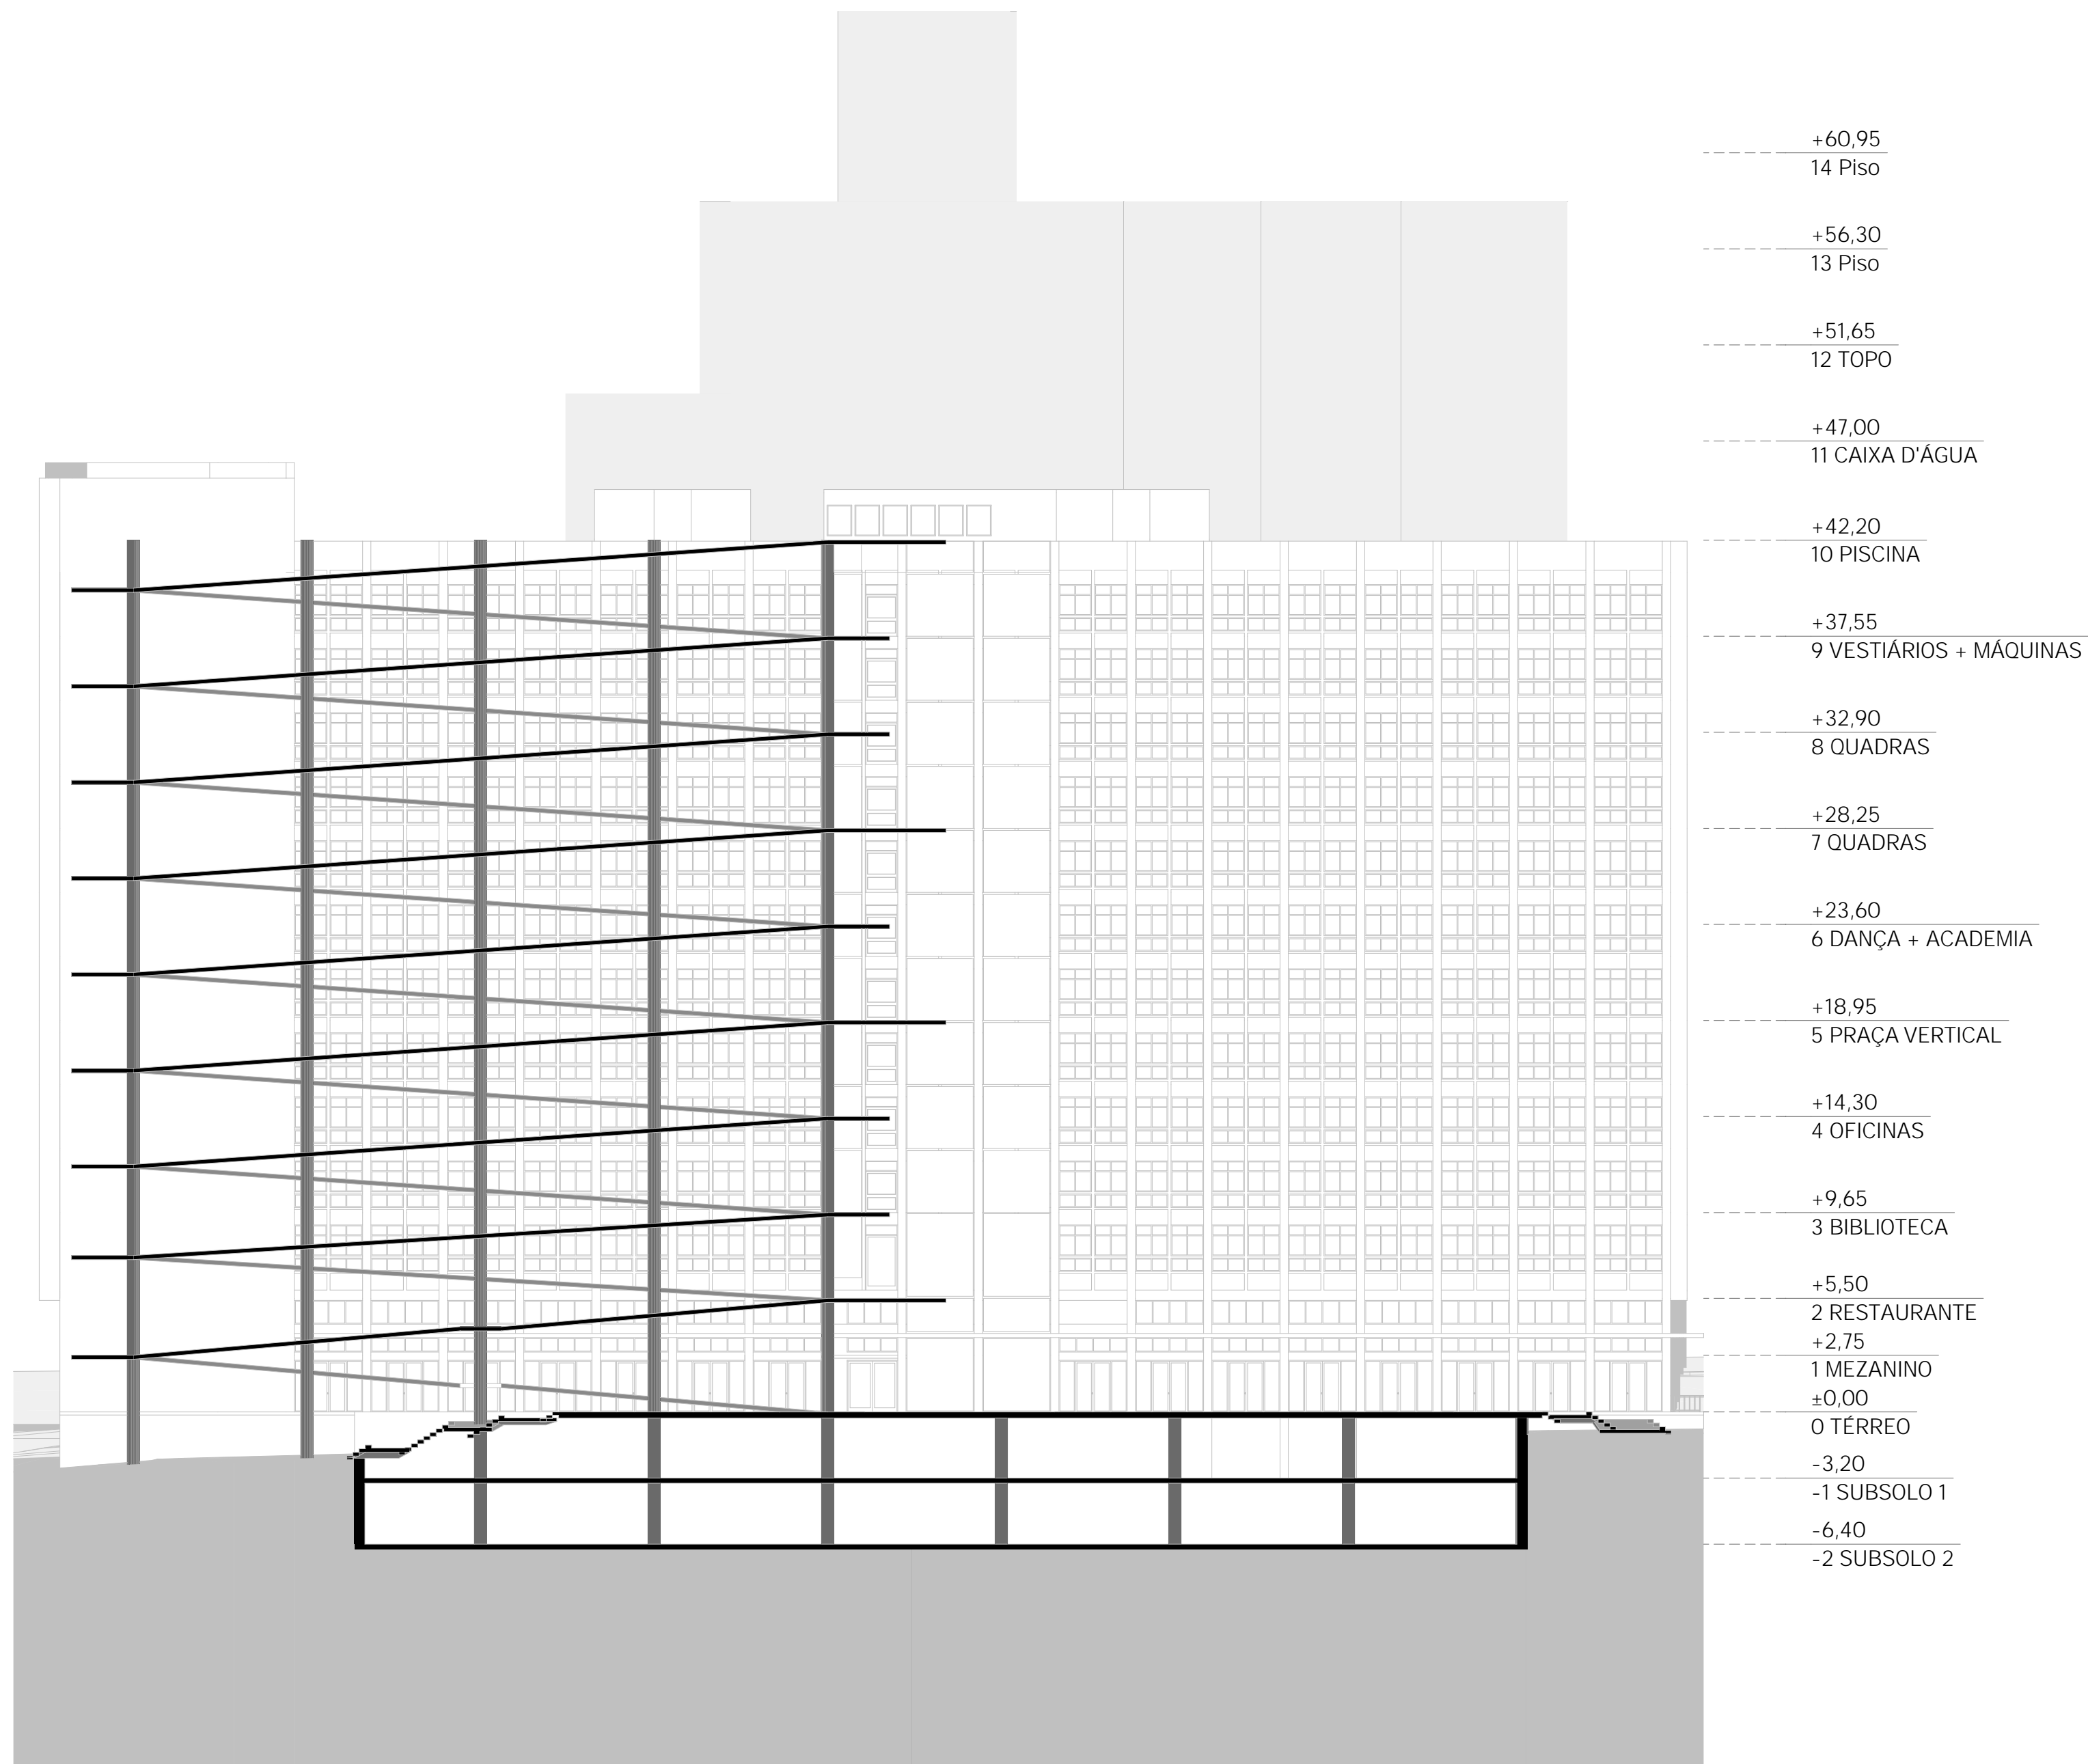 +60,95
14 Piso
+56,30
13 Piso
+51,65
12 TOPO
+47,00
11 CAIXA D'ÁGUA
+42,20
10 PISCINA
+37,55
9 VESTIÁRIOS + MÁQUINAS
+32,90
8 QUADRAS
+28,25
7 QUADRAS
+23,60
6 DANÇA + ACADEMIA
+18,95
5 PRAÇA VERTICAL
+14,30
4 OFICINAS
+9,65
3 BIBLIOTECA
+5,50
2 RESTAURANTE
+2,75
1 MEZANINO
±0,00
0 TÉRREO
-3,20
-1 SUBSOLO 1
-6,40
-2 SUBSOLO 2